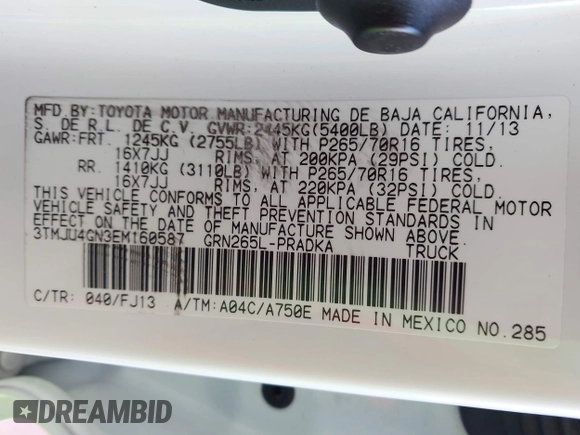 MFD BY:TOYOTA MOTOR MANUFACTURING DE BAJA CALIFORNIA,
S. DE R.L. DE C.V. GVWR:2445KG(5400LB) DATE: 11/13
GAWR:FRT. 1245KG (2755LB) WITH P265/70R16 TIRES,
16X7JJ RIMS, AT 200KPA (29PSI) COLD.
RR. 1410KG (3110LB) WITH P265/70R16 TIRES,
16X7JJ RIMS, AT 220KPA (32PSI) COLD.
THIS VEHICLE CONFORMS TO ALL APPLICABLE FEDERAL MOTOR
VEHICLE SAFETY AND THEFT PREVENTION STANDARDS IN
EFFECT ON THE DATE OF MANUFACTURE SHOWN ABOVE.
3TMJU4GN3EM160587 GRN265L-PRADKA TRUCK
C/TR: 040/FJ13 A/TM:A04C/A750E MADE IN MEXICO NO.285
DREAMBID